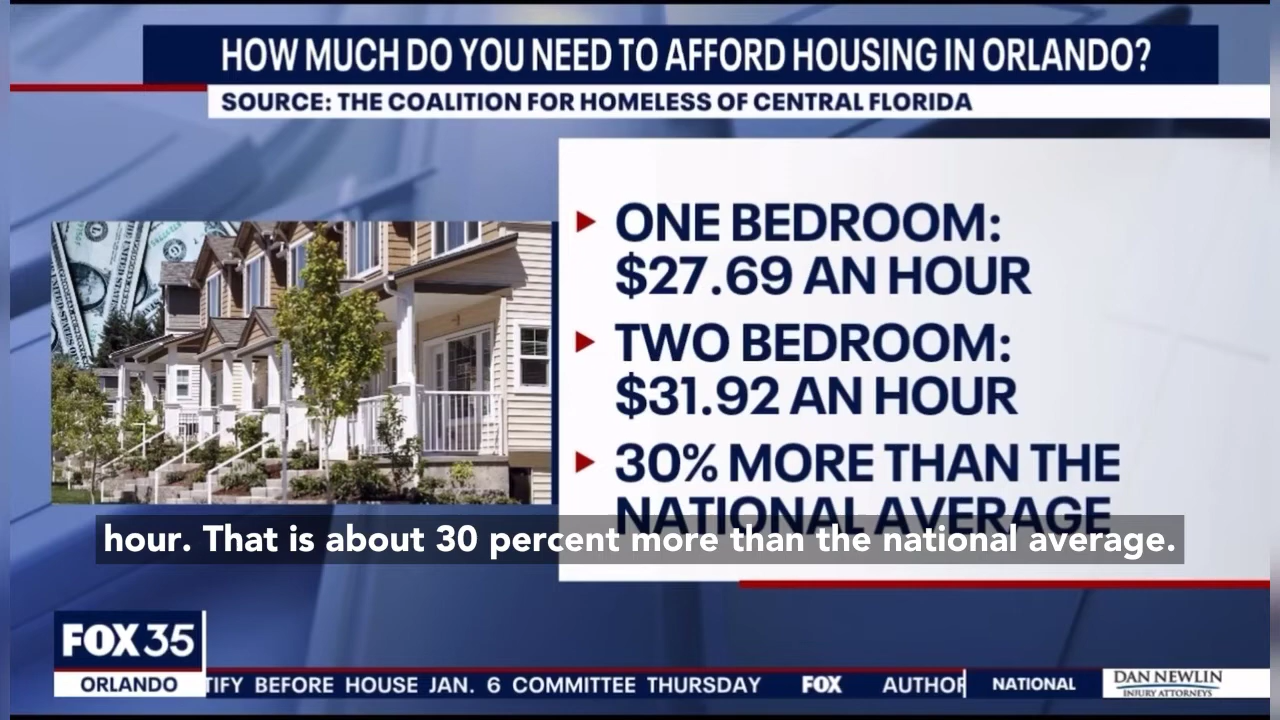 HOW MUCH DO YOU NEED TO AFFORD HOUSING IN ORLANDO?
SOURCE: THE COALITION FOR HOMELESS OF CENTRAL FLORIDA
ONE BEDROOM:
$27.69 AN HOUR
TWO BEDROOM:
$31.92 AN HOUR
30% MORE THAN THE
NATIONAL AVERAGE
hour. That is about 30 percent more than the national average.
FOX 35
ORLANDO
BEFORE HOUSE JAN. 6 COMMITTEE THURSDAY FOX
NATIONAL
DAN NEWLIN
INJURY ATTORNEYS